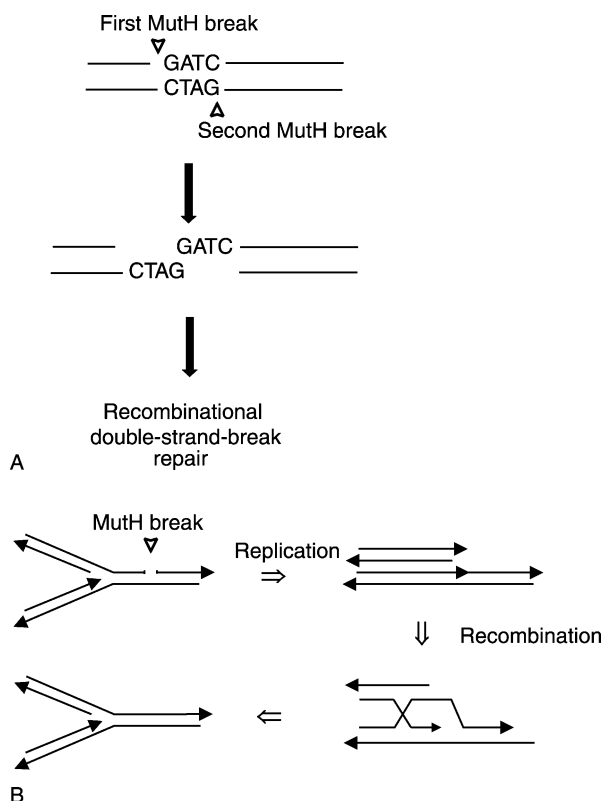 First MutH break
GATC
CTAG
Second MutH break
GATC
CTAG
Recombinational
double-strand-break
repair
A
MutH break
Replication
⇒
⇓ Recombination
⇐
B